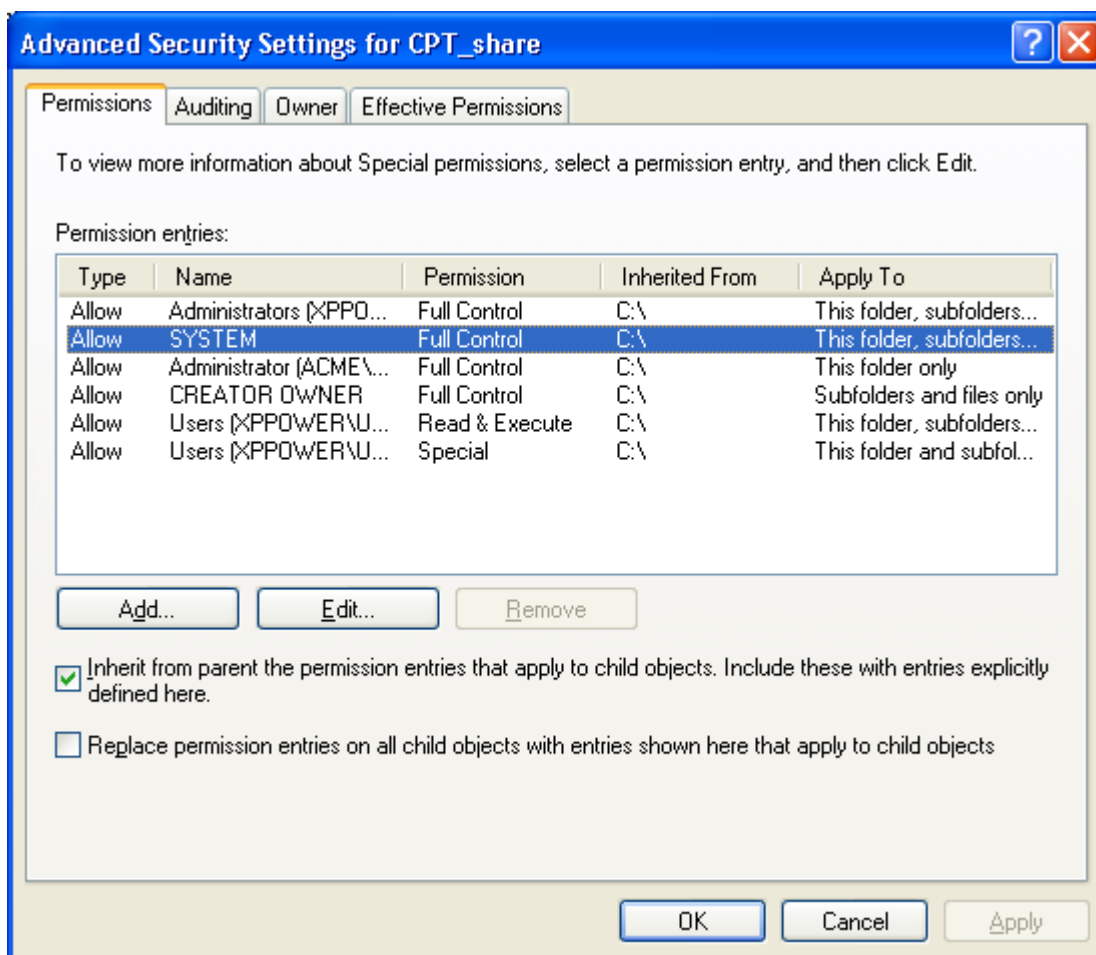 Advanced Security Settings for CPT_share
Permissions Auditing Owner Effective Permissions
To view more information about Special permissions, select a permission entry, and then click Edit.
Permission entries:
Type Name Permission Inherited From Apply To
Allow Administrators (XPPO... Full Control C:\ This folder, subfolders...
Allow SYSTEM Full Control C:\ This folder, subfolders...
Allow Administrator (ACME\... Full Control C:\ This folder only
Allow CREATOR OWNER Full Control C:\ Subfolders and files only
Allow Users (XPPOWER\U... Read & Execute C:\ This folder, subfolders...
Allow Users (XPPOWER\U... Special C:\ This folder and subfol...
Add... Edit... Remove
Inherit from parent the permission entries that apply to child objects. Include these with entries explicitly
defined here.
Replace permission entries on all child objects with entries shown here that apply to child objects
OK Cancel Apply